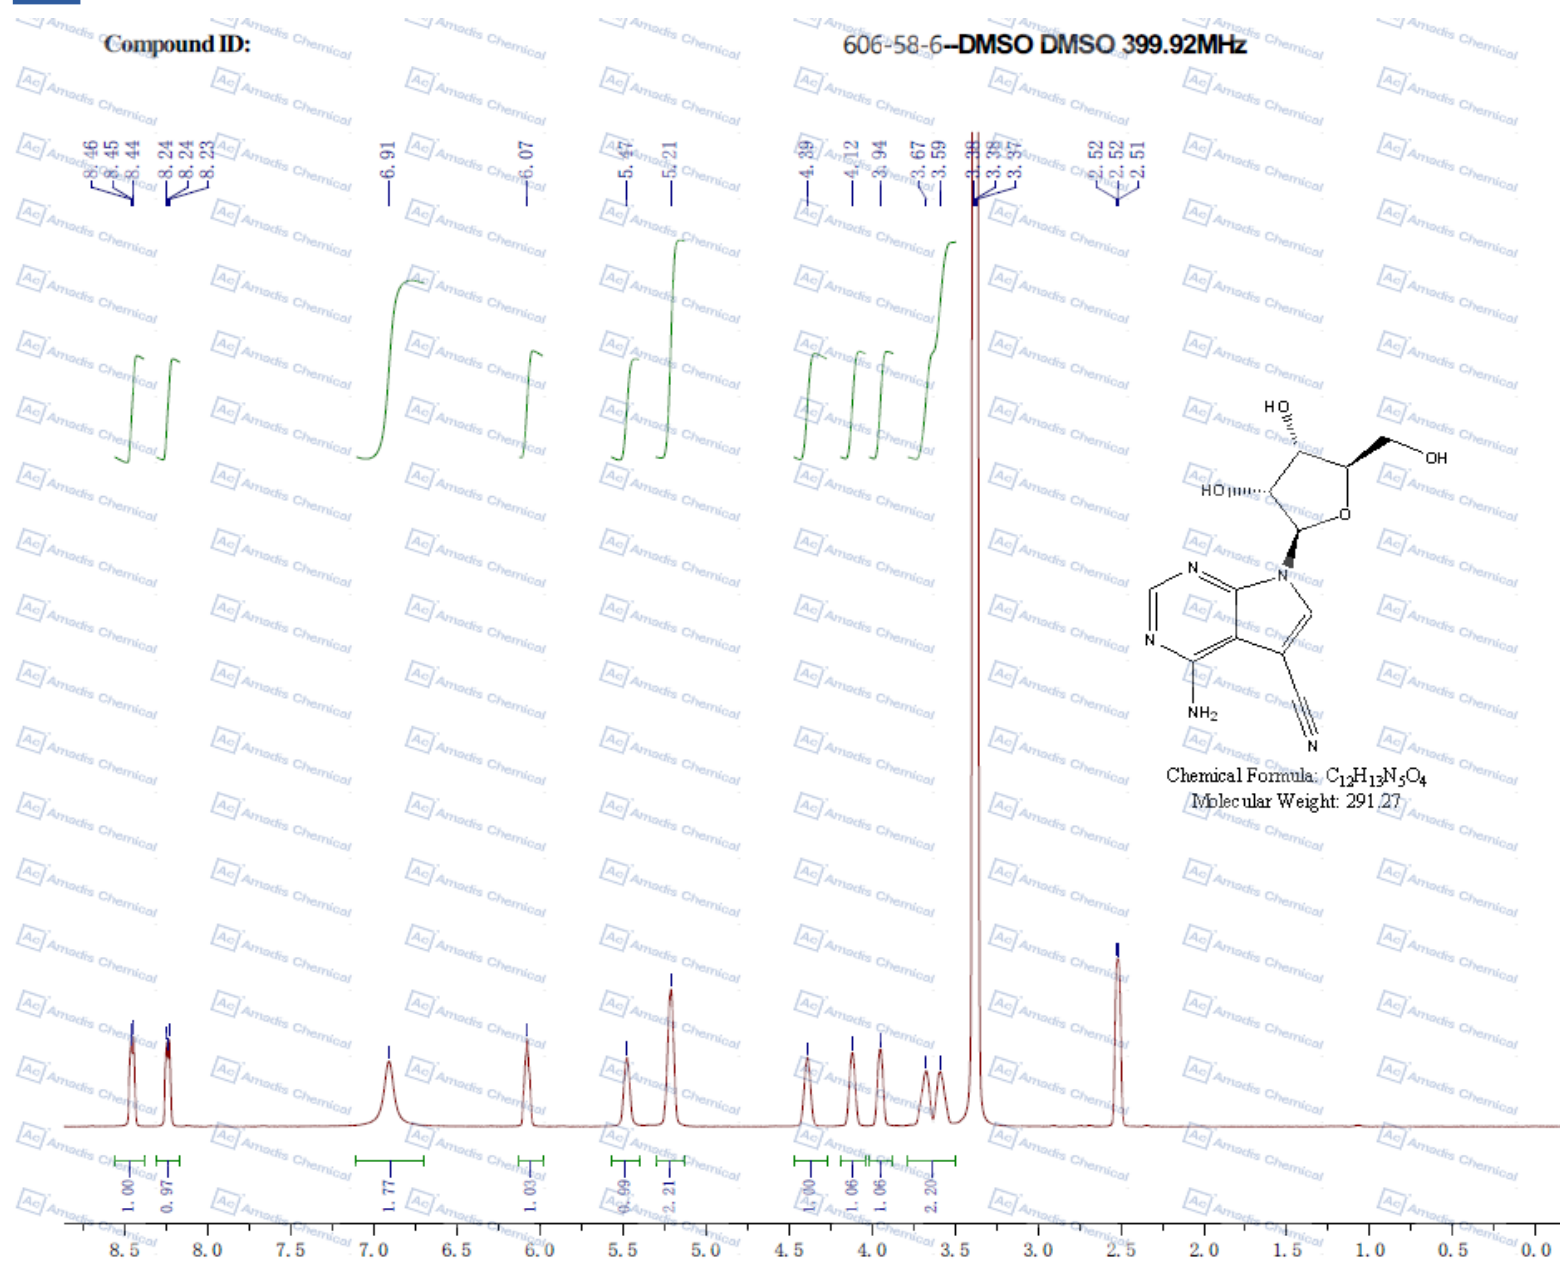 Compound ID:
606-58-6--DMSO DMSO 399.92MHz
8.46
8.45
8.44
8.24
8.24
8.23
6.91
6.07
5.47
5.21
4.39
4.12
3.94
3.67
3.59
3.38
3.38
3.37
2.52
2.52
2.51
HO
OH
HO
O
N
N
N
NH2
N
Chemical Formula: C12H13N5O4
Molecular Weight: 291.27
1.00
0.97
1.77
1.03
0.99
2.21
1.00
1.06
1.06
2.20
8.5 8.0 7.5 7.0 6.5 6.0 5.5 5.0 4.5 4.0 3.5 3.0 2.5 2.0 1.5 1.0 0.5 0.0
Ac Amadis Chemical